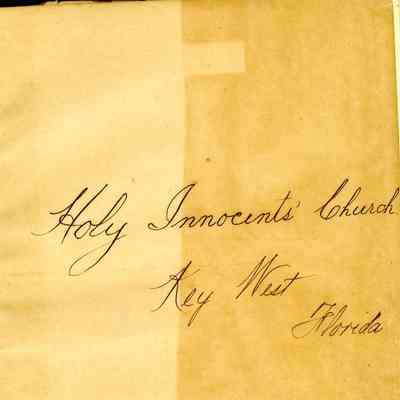 Holy Innocents' Church
Key West
Florida